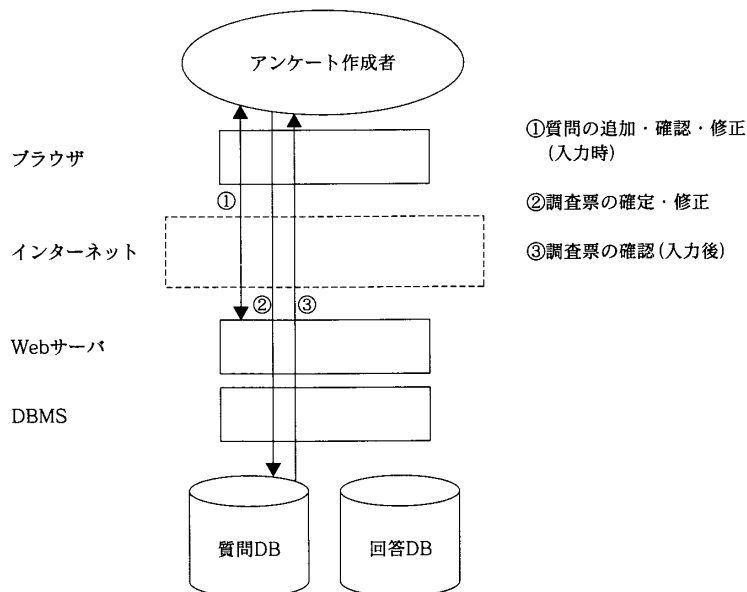 アンケート作成者
①質問の追加・確認・修正
(入力時)
ブラウザ
①
②調査票の確定・修正
インターネット
③調査票の確認(入力後)
②
③
Webサーバ
DBMS
質問DB
回答DB